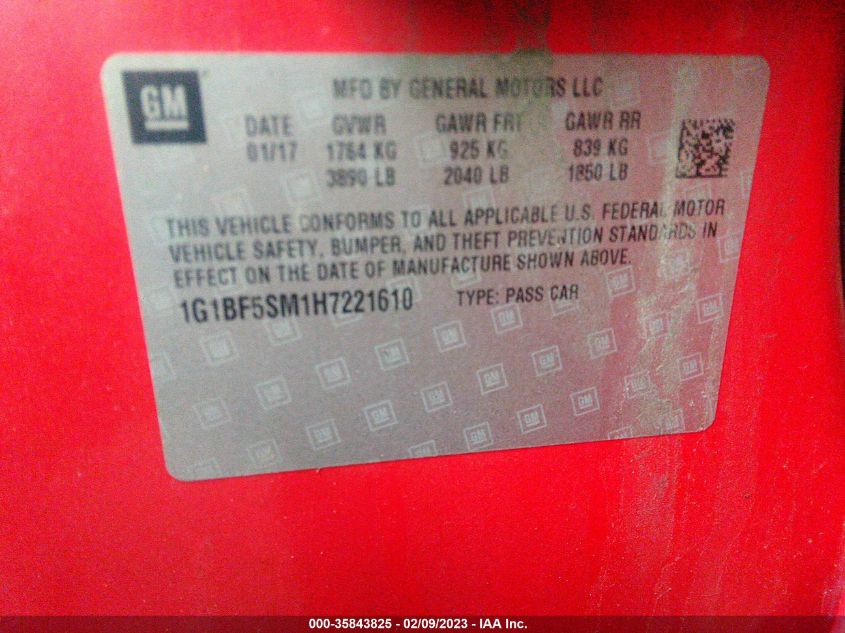 GM
MFD BY GENERAL MOTORS LLC
DATE GVWR GAWR FRT GAWR RR
01/17 1764 KG 925 KG 839 KG
3890 LB 2040 LB 1850 LB
THIS VEHICLE CONFORMS TO ALL APPLICABLE U.S. FEDERAL MOTOR
VEHICLE SAFETY, BUMPER, AND THEFT PREVENTION STANDARDS IN
EFFECT ON THE DATE OF MANUFACTURE SHOWN ABOVE.
1G1BF5SM1H7221610 TYPE: PASS CAR
000-35843825 - 02/09/2023 - IAA Inc.